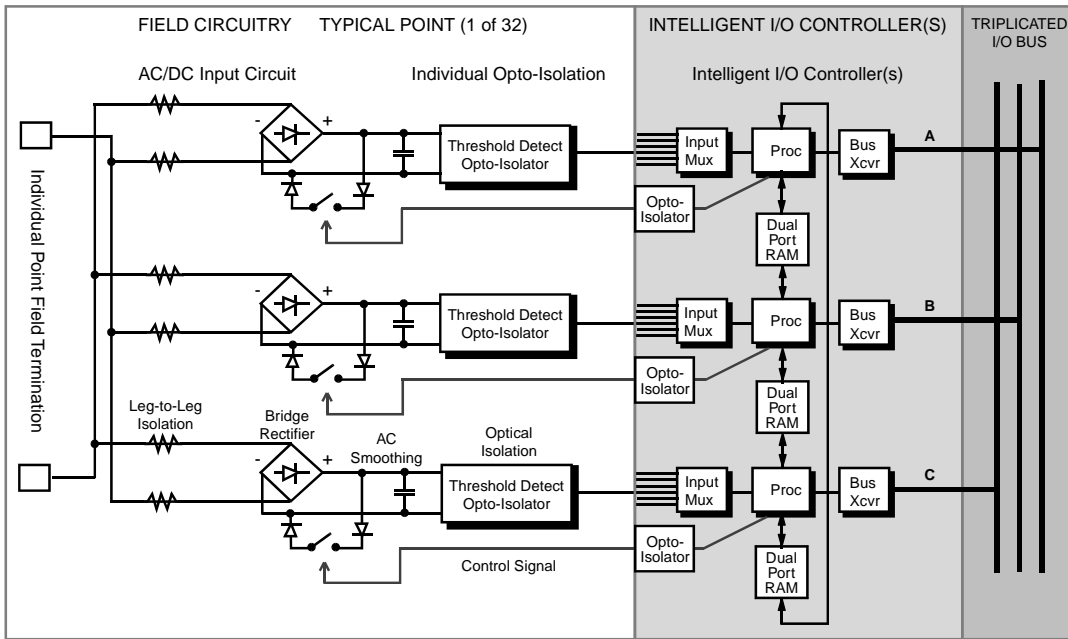 FIELD CIRCUITRY TYPICAL POINT (1 of 32)
INTELLIGENT I/O CONTROLLER(S)
TRIPLICATED
I/O BUS
AC/DC Input Circuit
Individual Opto-Isolation
Intelligent I/O Controller(s)
Individual Point Field Termination
-
+
Threshold Detect
Opto-Isolator
Input
Mux
Proc
Bus
Xcvr
A
Opto-
Isolator
Dual
Port
RAM
-
+
Threshold Detect
Opto-Isolator
Input
Mux
Proc
Bus
Xcvr
B
Opto-
Isolator
Dual
Port
RAM
Leg-to-Leg
Isolation
Bridge
Rectifier
AC
Smoothing
Optical
Isolation
-
+
Threshold Detect
Opto-Isolator
Input
Mux
Proc
Bus
Xcvr
C
Opto-
Isolator
Control Signal
Dual
Port
RAM